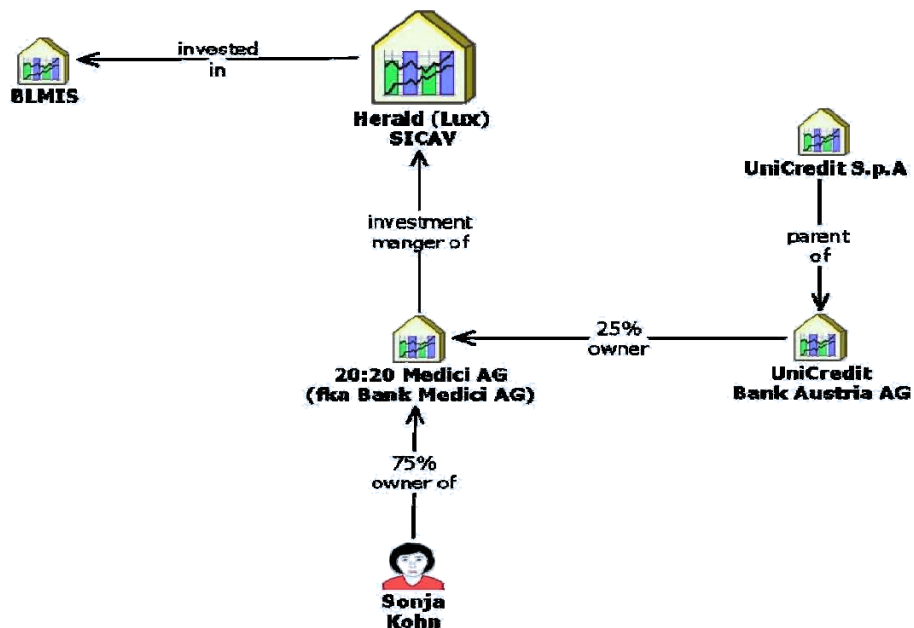 invested
in
BLMIS
Herald (Lux)
SICAV
UniCredit S.p.A
investment
manger of
parent
of
25%
owner
20:20 Medici AG
(fka Bank Medici AG)
UniCredit
Bank Austria AG
75%
owner of
Sonja
Kohn